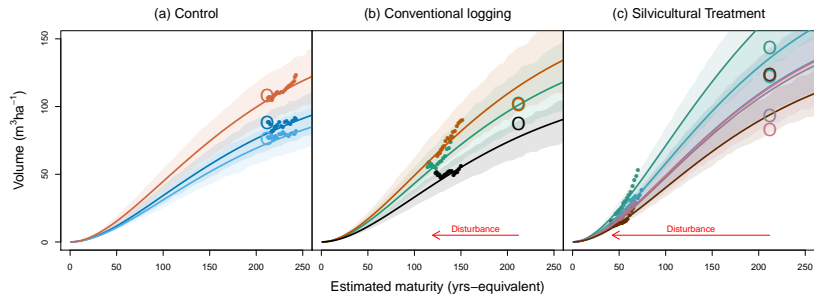 (a) Control
(b) Conventional logging
(c) Silvicultural Treatment
Volume (m³ha⁻¹)
150
100
50
0
Disturbance
Disturbance
0 50 100 150 200 250
0 50 100 150 200 250
0 50 100 150 200 250
Estimated maturity (yrs−equivalent)